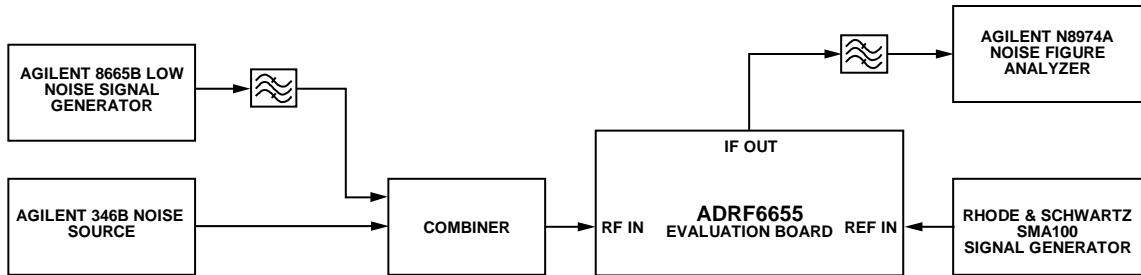 AGILENT 8665B LOW
NOISE SIGNAL
GENERATOR
AGILENT 346B NOISE
SOURCE
COMBINER
IF OUT
RF IN
ADRF6655
EVALUATION BOARD
REF IN
AGILENT N8974A
NOISE FIGURE
ANALYZER
RHODE & SCHWARTZ
SMA100
SIGNAL GENERATOR